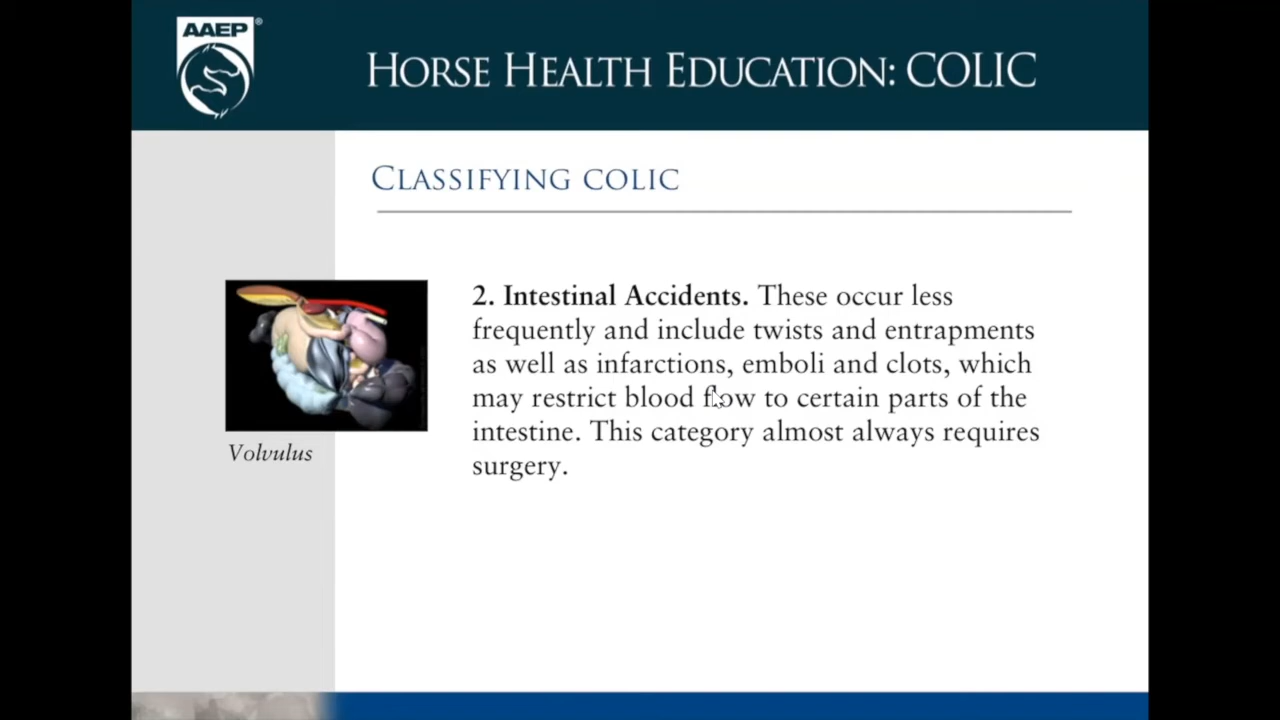 AAEP®
HORSE HEALTH EDUCATION: COLIC
CLASSIFYING COLIC
2. Intestinal Accidents. These occur less
frequently and include twists and entrapments
as well as infarctions, emboli and clots, which
may restrict blood flow to certain parts of the
intestine. This category almost always requires
surgery.
Volvulus